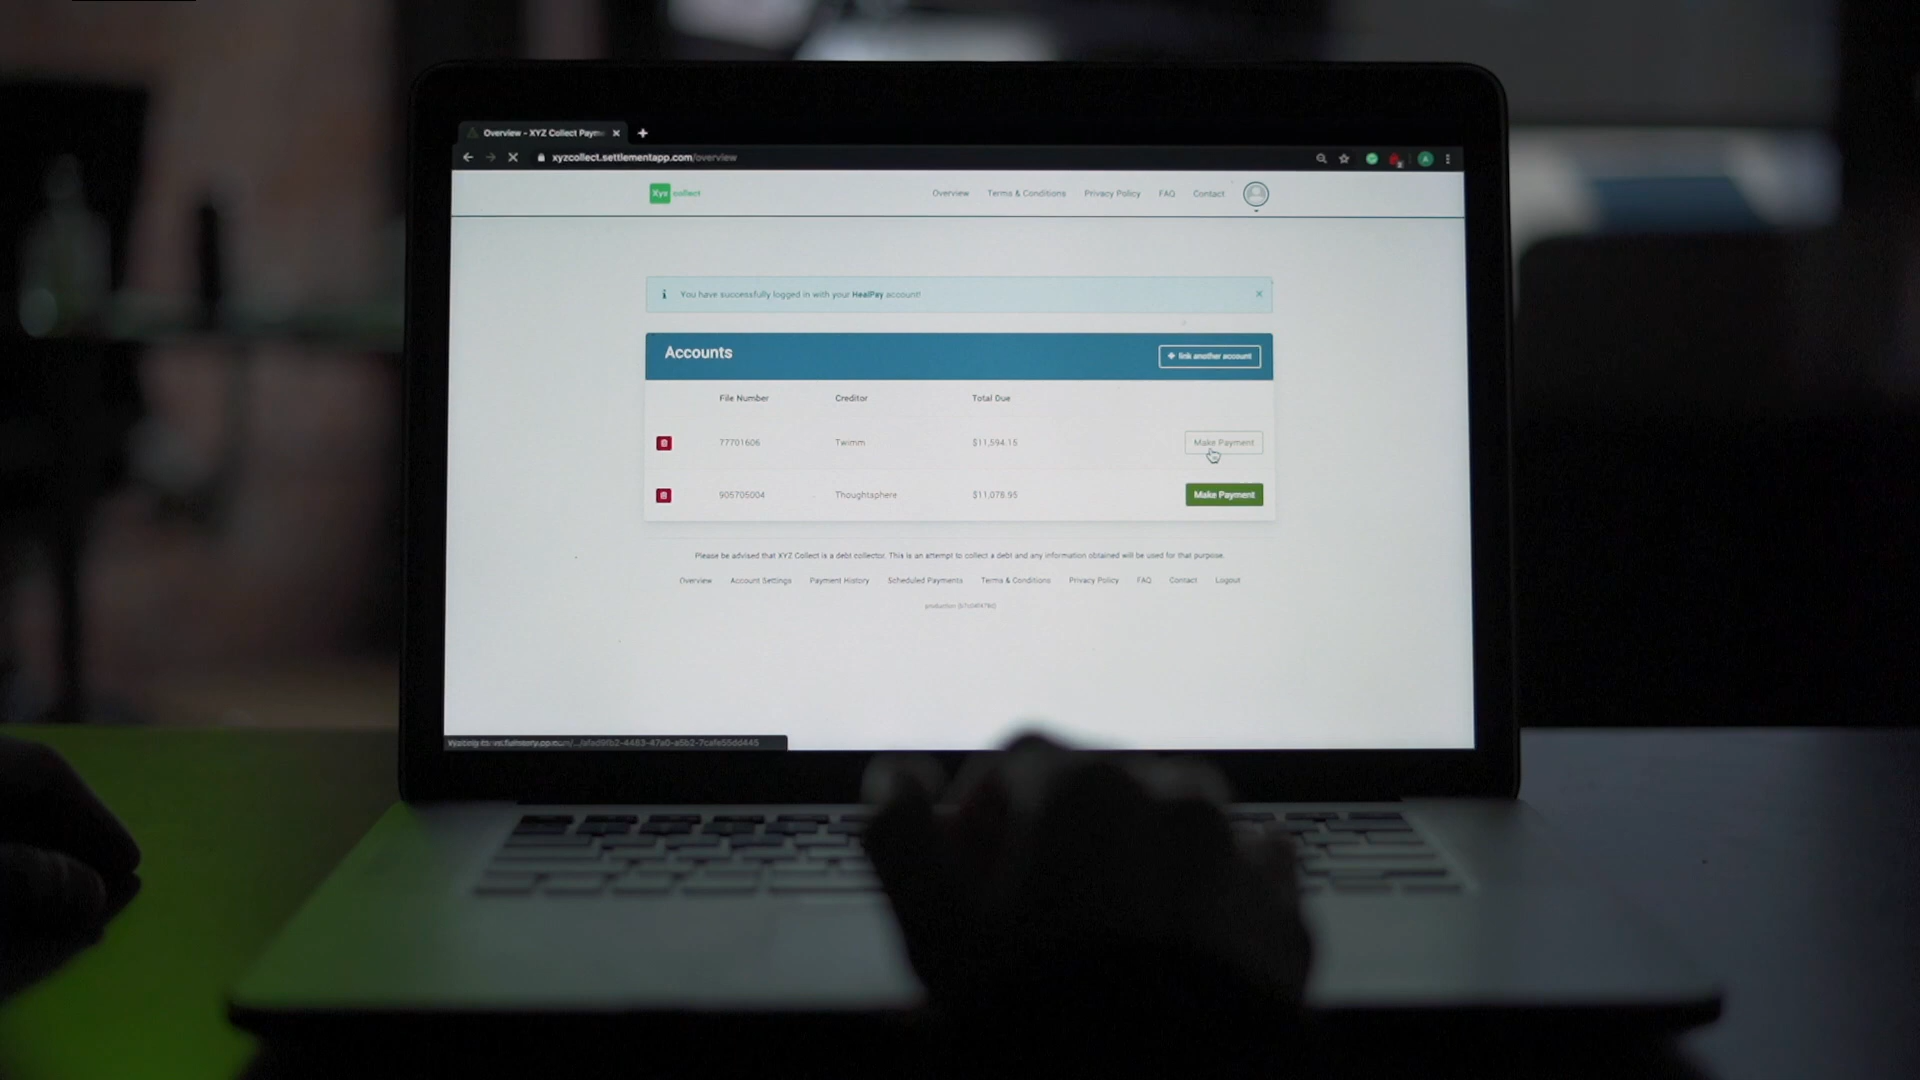 Overview - XYZ Collect Payme
xyzcollect.settlementapp.com/overview
Xyz collect
Overview Terms & Conditions Privacy Policy FAQ Contact
You have successfully logged in with your HealPay account!
Accounts
link another account
File Number Creditor Total Due
77701606 Twimm $11,594.15 Make Payment
905705004 Thoughtsphere $11,078.95 Make Payment
Please be advised that XYZ Collect is a debt collector. This is an attempt to collect a debt and any information obtained will be used for that purpose.
Overview Account Settings Payment History Scheduled Payments Terms & Conditions Privacy Policy FAQ Contact Logout
production